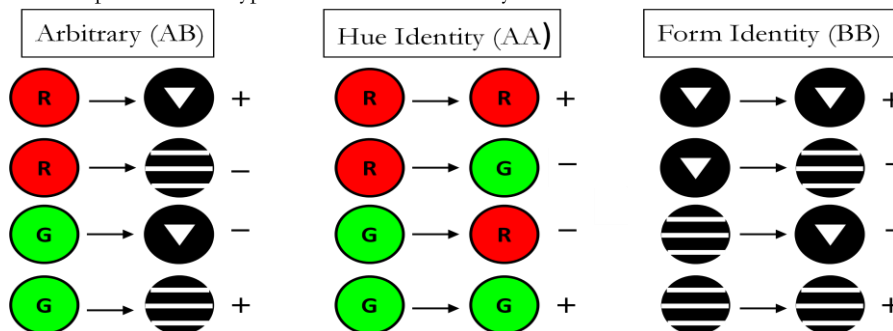 Arbitrary (AB)
Hue Identity (AA)
Form Identity (BB)
R + R R + +
R − R G − −
G − G R − −
G + G G + +